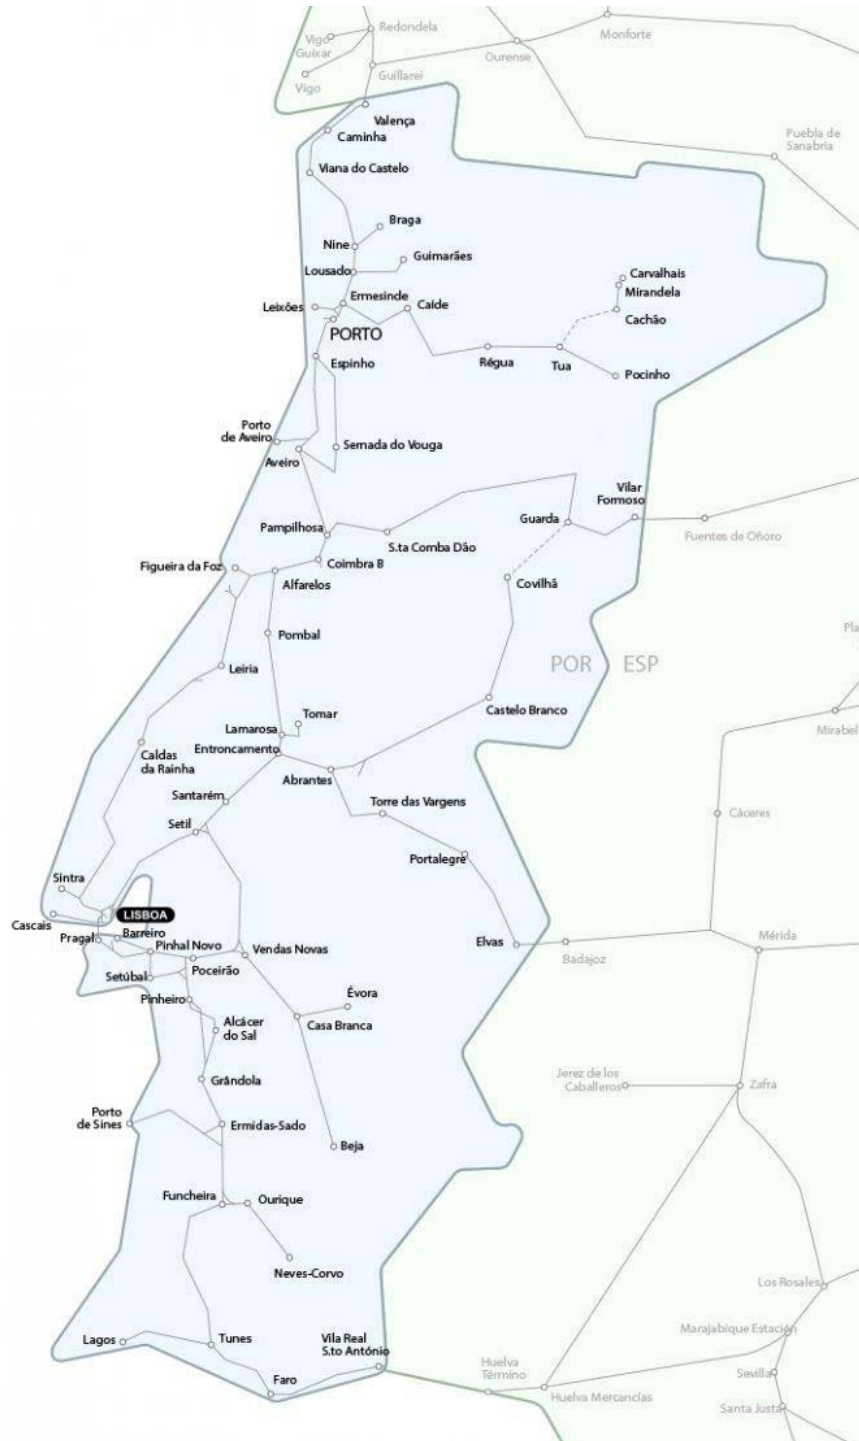 Redondela
Vigo
Guixar
Monforte
Ourense
Guillarei
Vigo
Valença
Caminha
Puebla de
Sanabria
Viana do Castelo
Braga
Nine
Guimarães
Lousado
Carvalhais
Mirandela
Ermesinde
Leixões
Caíde
Cachão
PORTO
Espinho
Régua
Tua
Pocinho
Porto
de Aveiro
Sernada do Vouga
Aveiro
Vilar
Formoso
Guarda
Pampilhosa
Fuentes de Oñoro
S.ta Comba Dão
Coimbra B
Figueira da Foz
Alfarelos
Covilhã
Pla
Pombal
POR
ESP
Leiria
Castelo Branco
Tomar
Lamarosa
Mirabel
Entroncamento
Caldas
da Rainha
Abrantes
Santarém
Torre das Vargens
Cáceres
Setil
Portalegre
Sintra
LISBOA
Cascais
Barreiro
Pragal
Pinhal Novo
Vendas Novas
Elvas
Mérida
Badajoz
Poceirão
Setúbal
Évora
Pinheiro
Alcácer
do Sal
Casa Branca
Jerez de los
Caballeros
Grândola
Zafra
Porto
de Sines
Ermidas-Sado
Beja
Funcheira
Ourique
Neves-Corvo
Los Rosales
Marajabique Estación
Lagos
Tunes
Vila Real
S.to António
Huelva
Término
Sevilla
Faro
Huelva Mercancías
Santa Justa